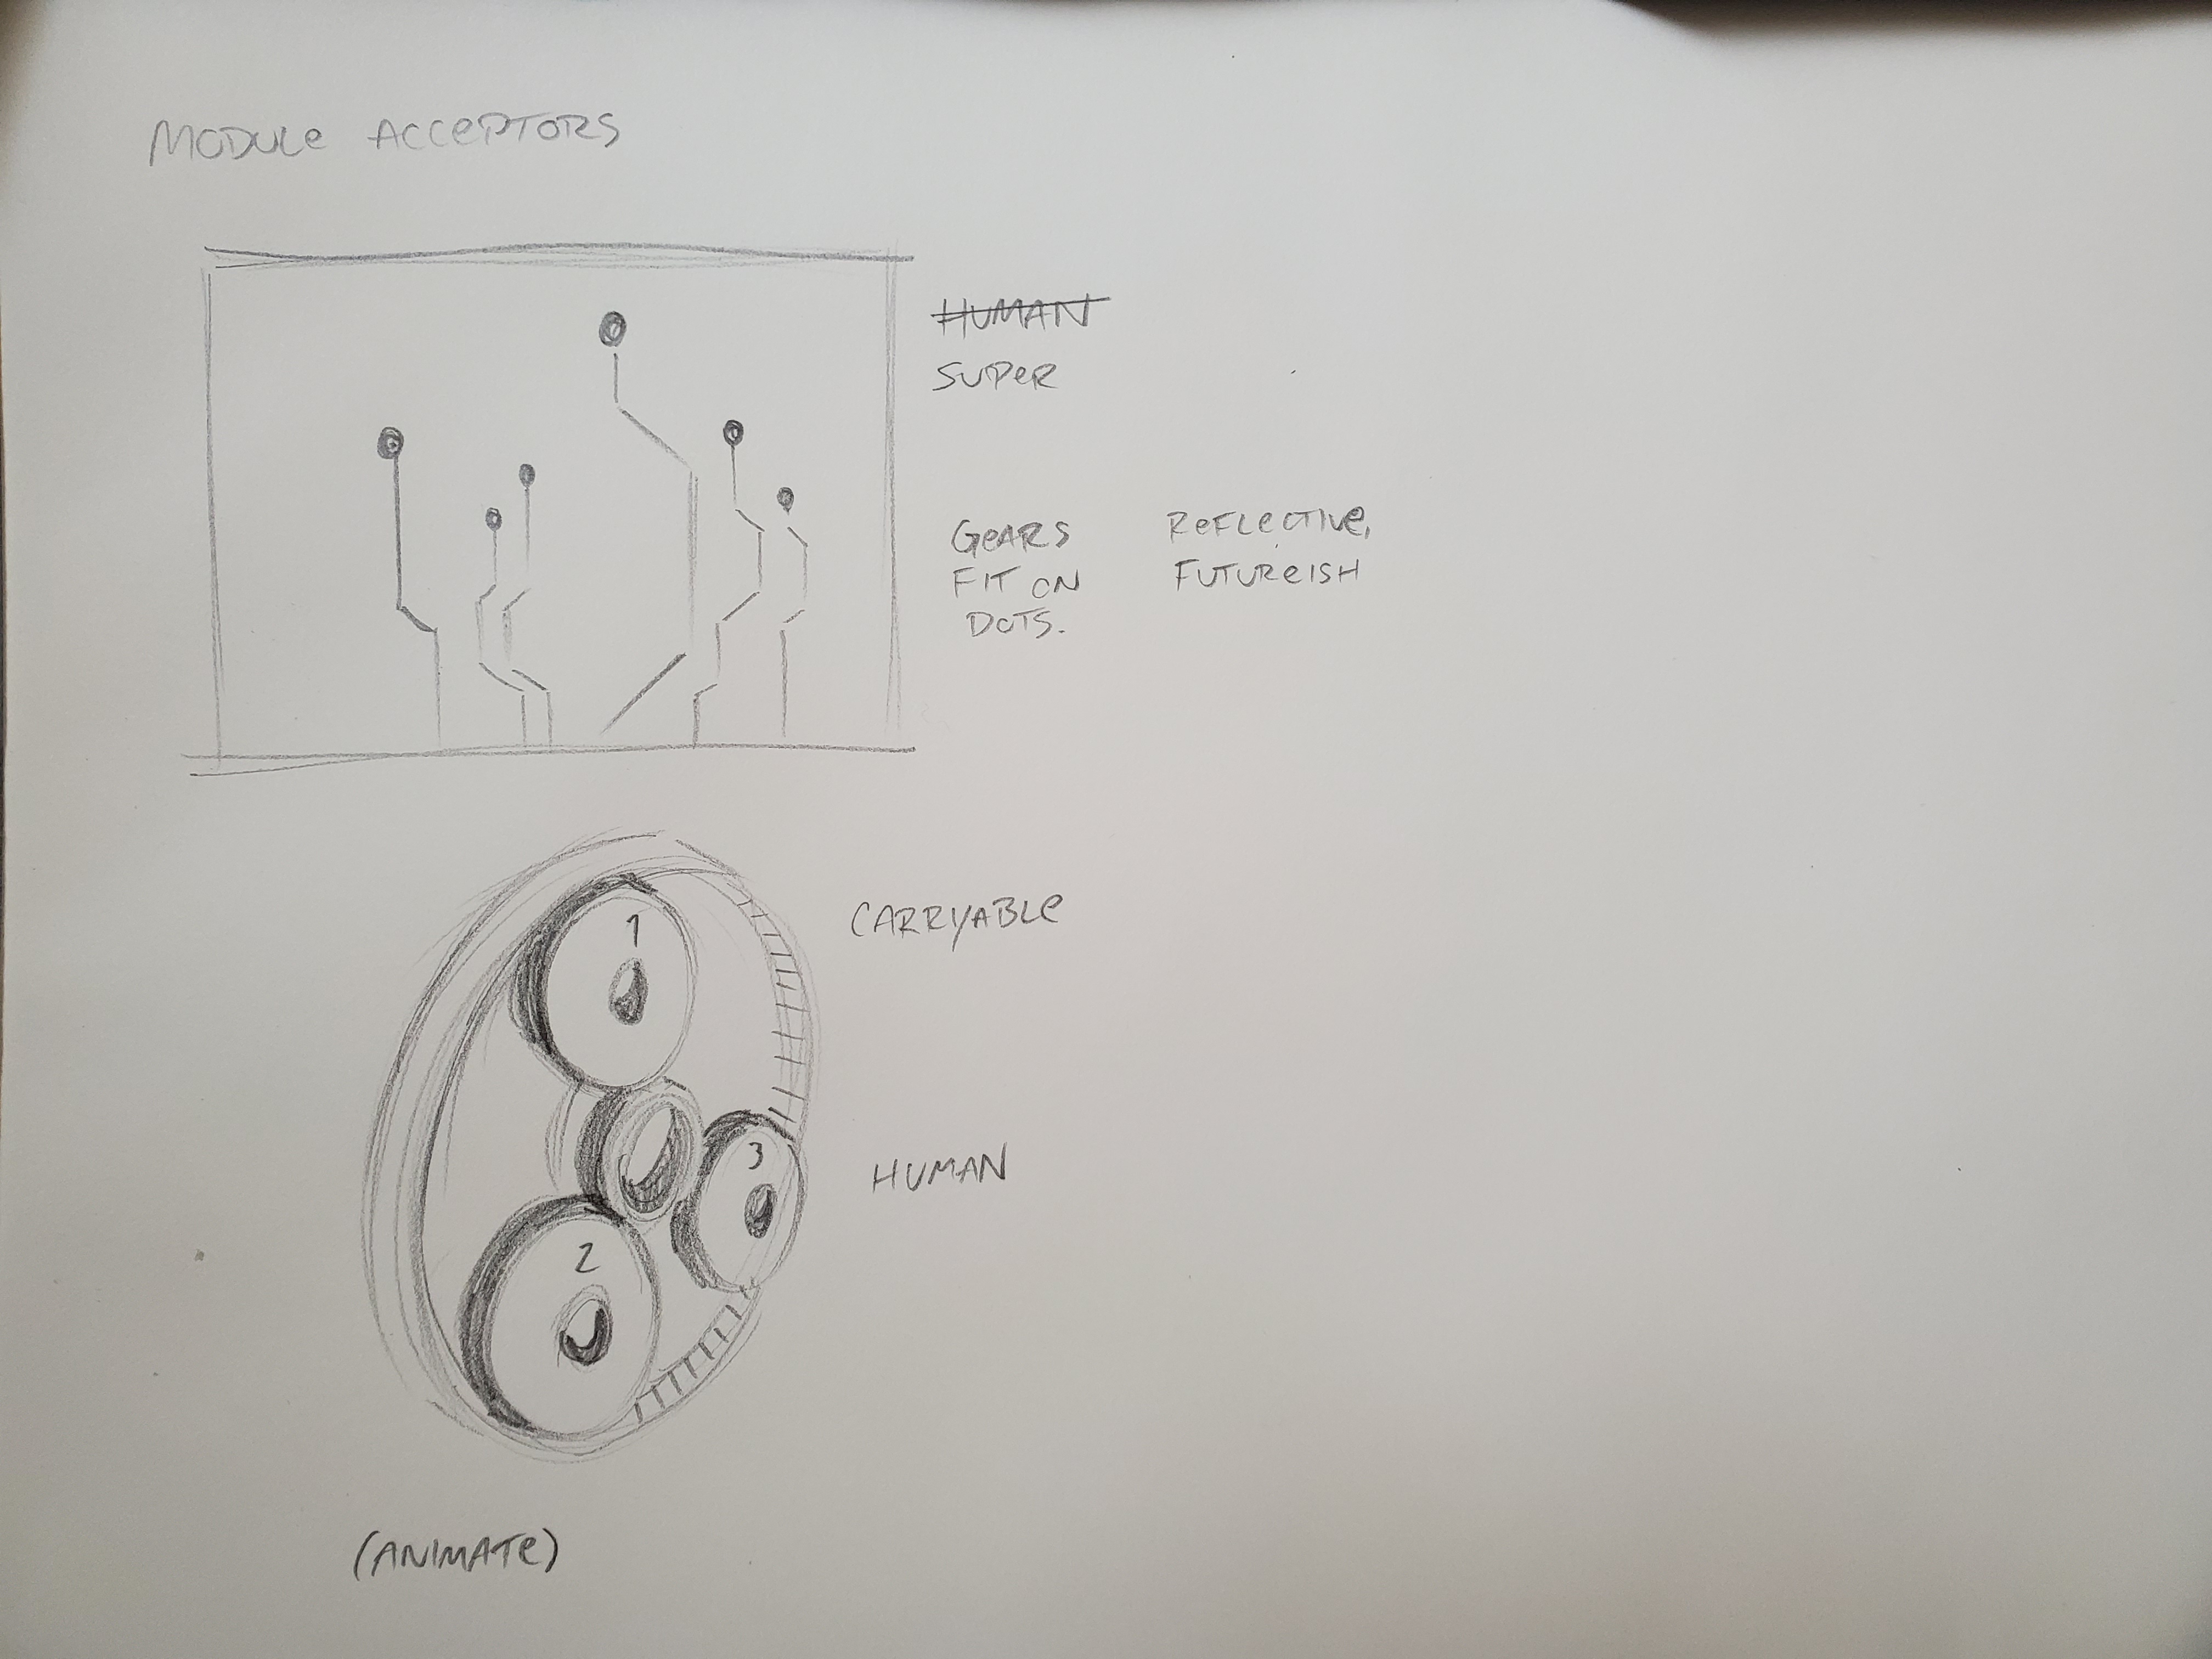 MODULe ACCePTORS
HUMAN
SUPeR
GeARS
FIT ON
DOTS.
ReFLeCTIVe,
FUTUReISH
CARRYABLe
1
HUMAN
3
2
(ANIMATe)